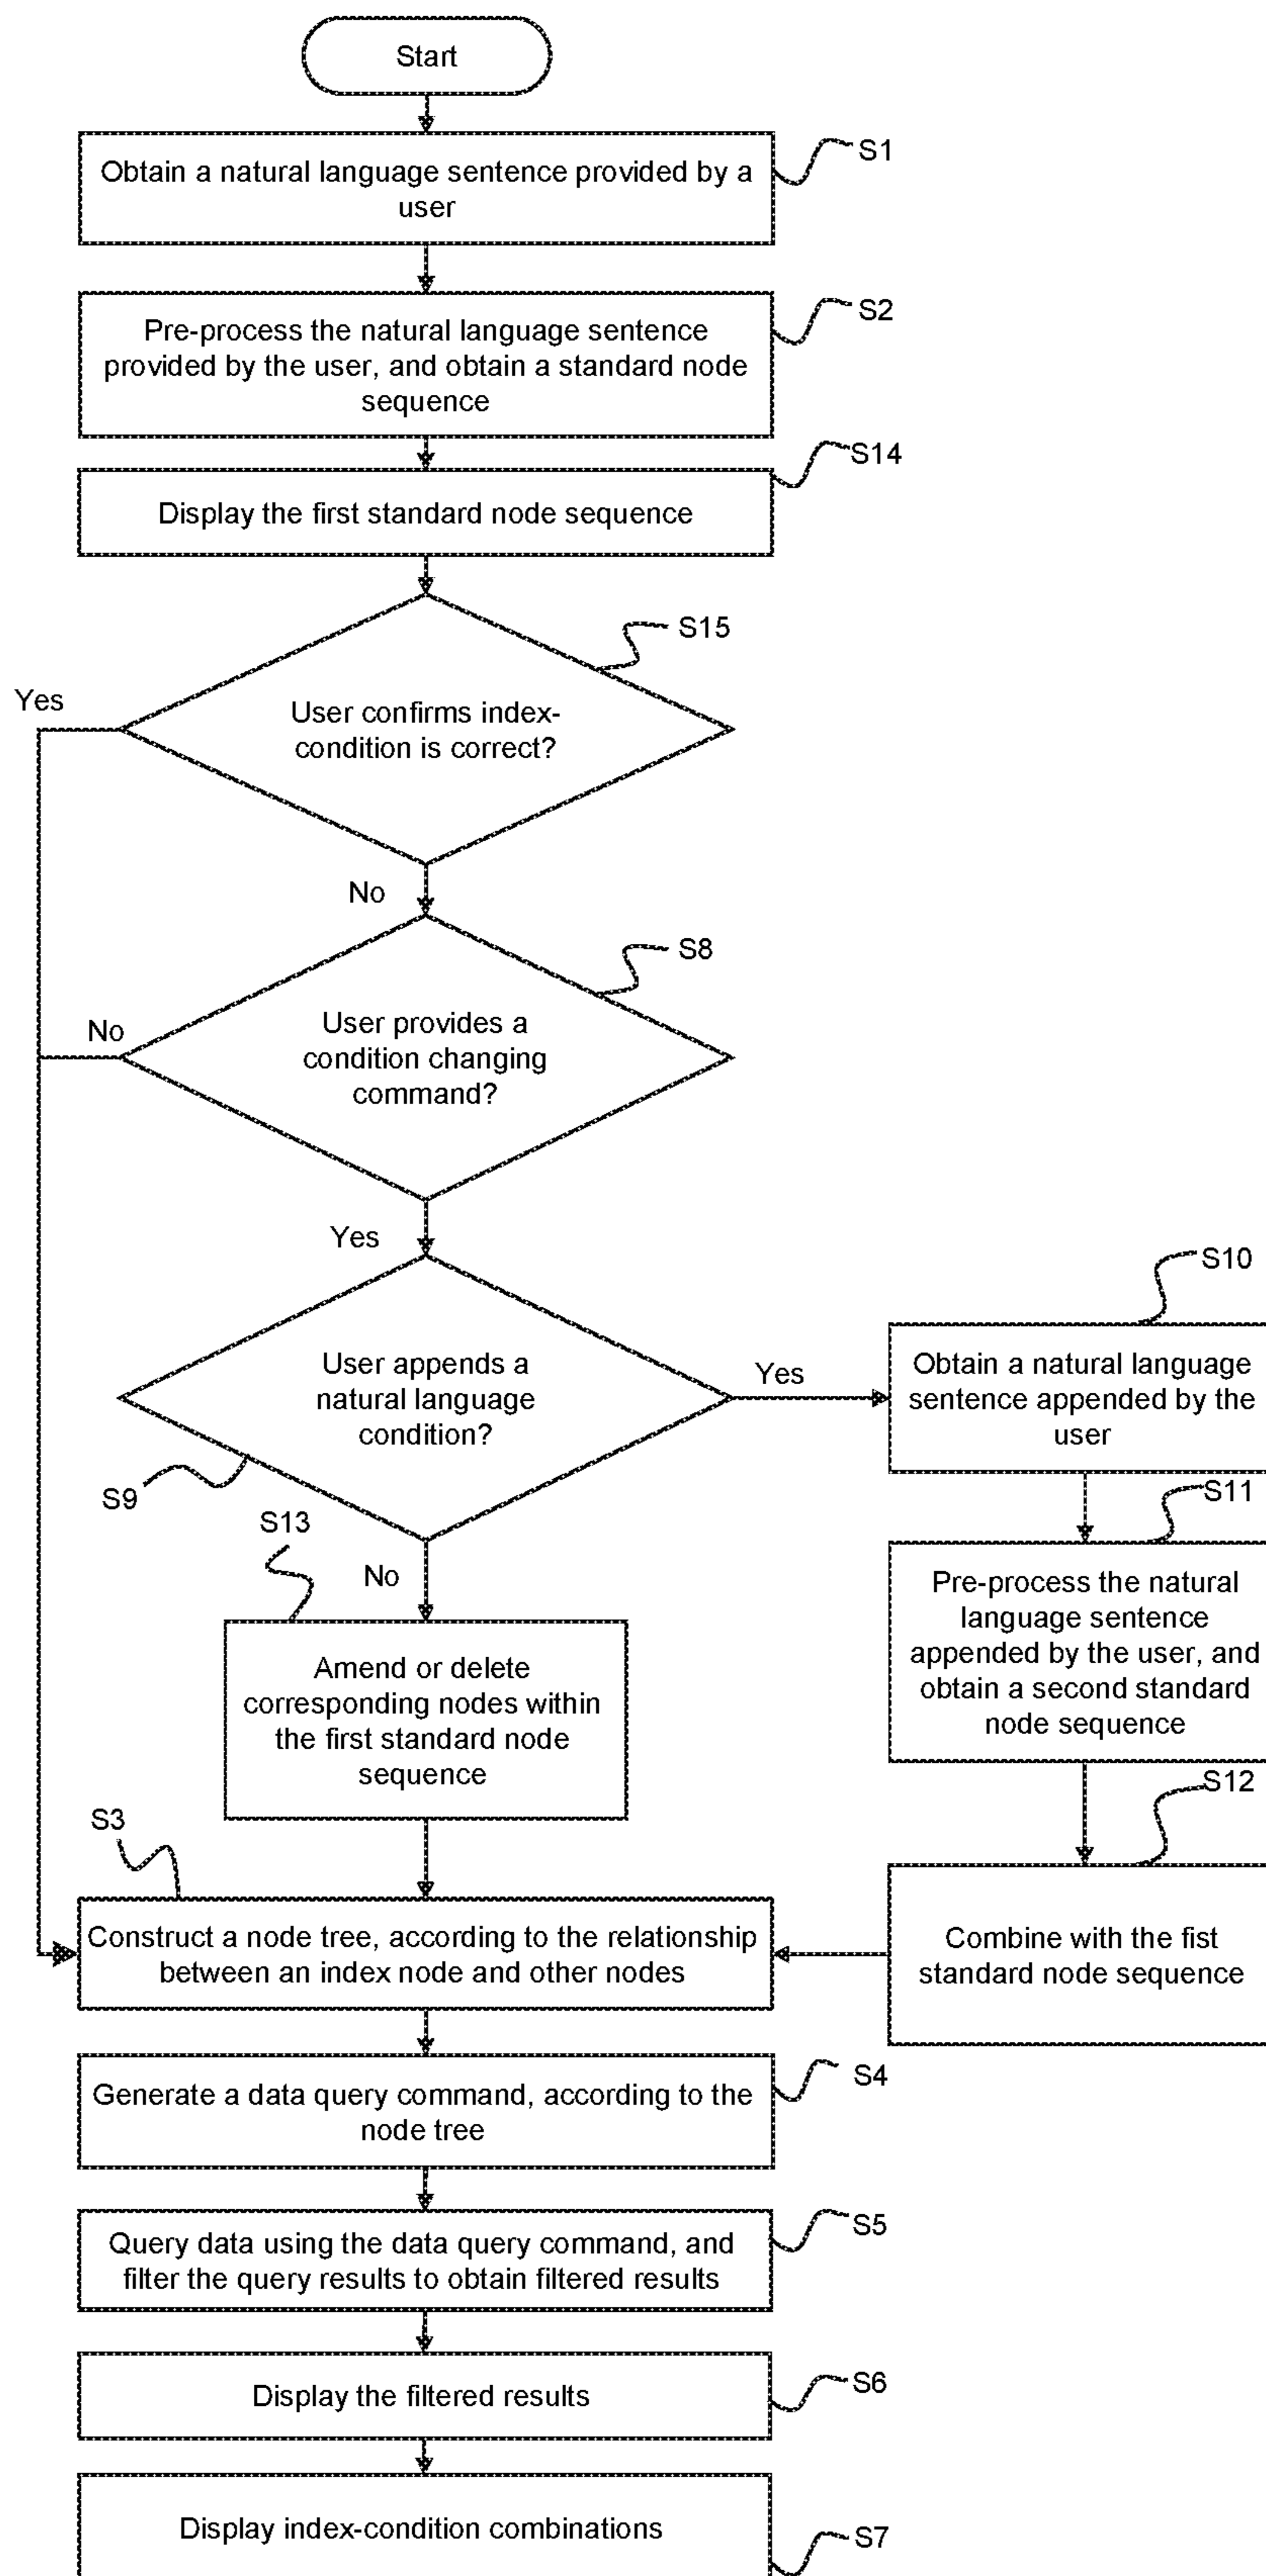 Start
S1
Obtain a natural language sentence provided by a
user
S2
Pre-process the natural language sentence
provided by the user, and obtain a standard node
sequence
S14
Display the first standard node sequence
S15
Yes
User confirms index-
condition is correct?
No
S8
No
User provides a
condition changing
command?
Yes
S10
User appends a
natural language
condition?
Yes
Obtain a natural language
sentence appended by the
user
S9
S11
S13
No
Pre-process the natural
language sentence
appended by the user, and
obtain a second standard
node sequence
Amend or delete
corresponding nodes within
the first standard node
sequence
S12
S3
Construct a node tree, according to the relationship
between an index node and other nodes
Combine with the fist
standard node sequence
S4
Generate a data query command, according to the
node tree
S5
Query data using the data query command, and
filter the query results to obtain filtered results
S6
Display the filtered results
Display index-condition combinations
S7